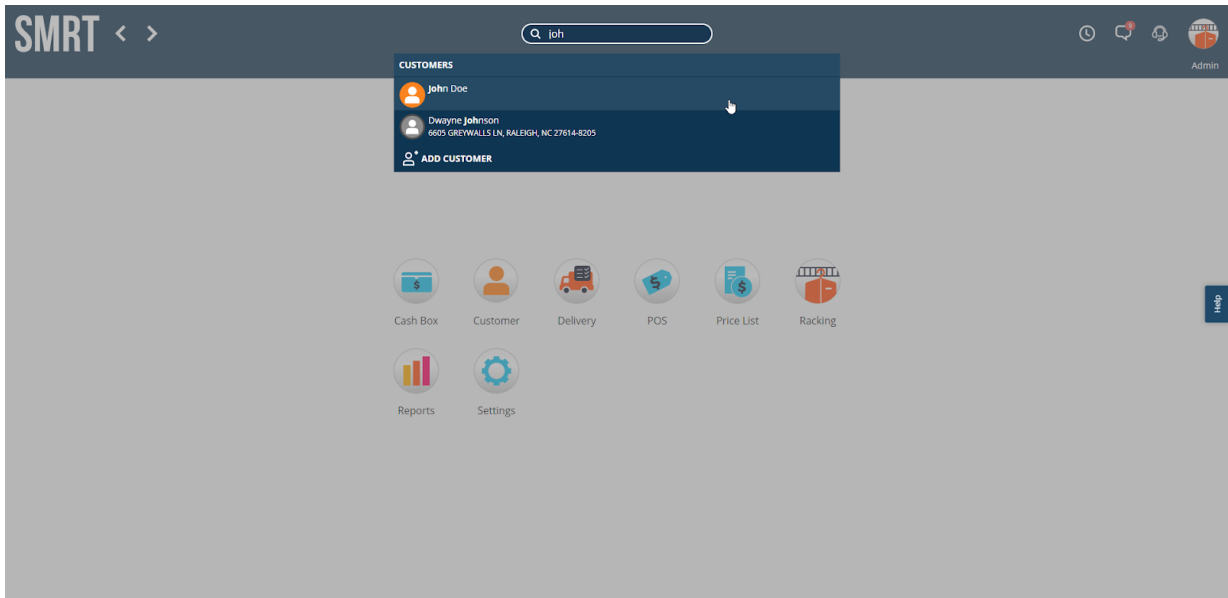 SMRT
joh
Admin
CUSTOMERS
John Doe
Dwayne Johnson
6605 GREYWALLS LN, RALEIGH, NC 27614-8205
ADD CUSTOMER
Cash Box Customer Delivery POS Price List Racking
Reports Settings
Help